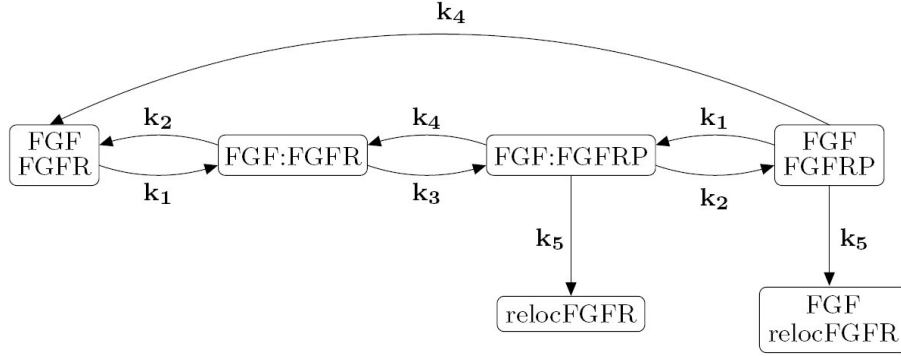 k4
k2
k4
k1
FGF
FGFR
FGF:FGFR
FGF:FGFRP
FGF
FGFRP
k1
k3
k2
k5
k5
relocFGFR
FGF
relocFGFR